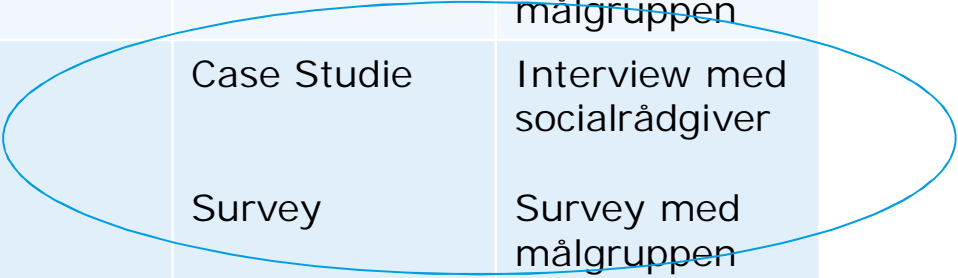 målgruppen
Case Studie
Interview med
socialrådgiver
Survey
Survey med
målgruppen